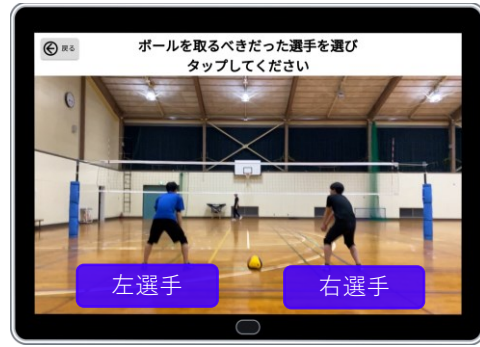 戻る
ボールを取るべきだった選手を選び
タップしてください
左選手
右選手